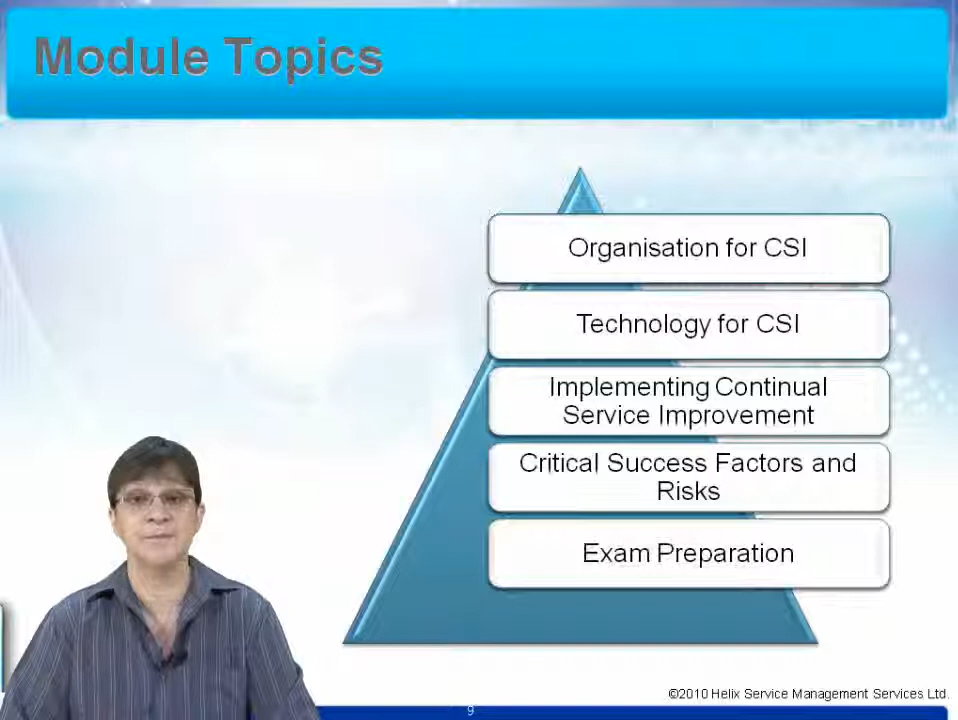 Module Topics
Organisation for CSI
Technology for CSI
Implementing Continual
Service Improvement
Critical Success Factors and
Risks
Exam Preparation
©2010 Helix Service Management Services Ltd.
9